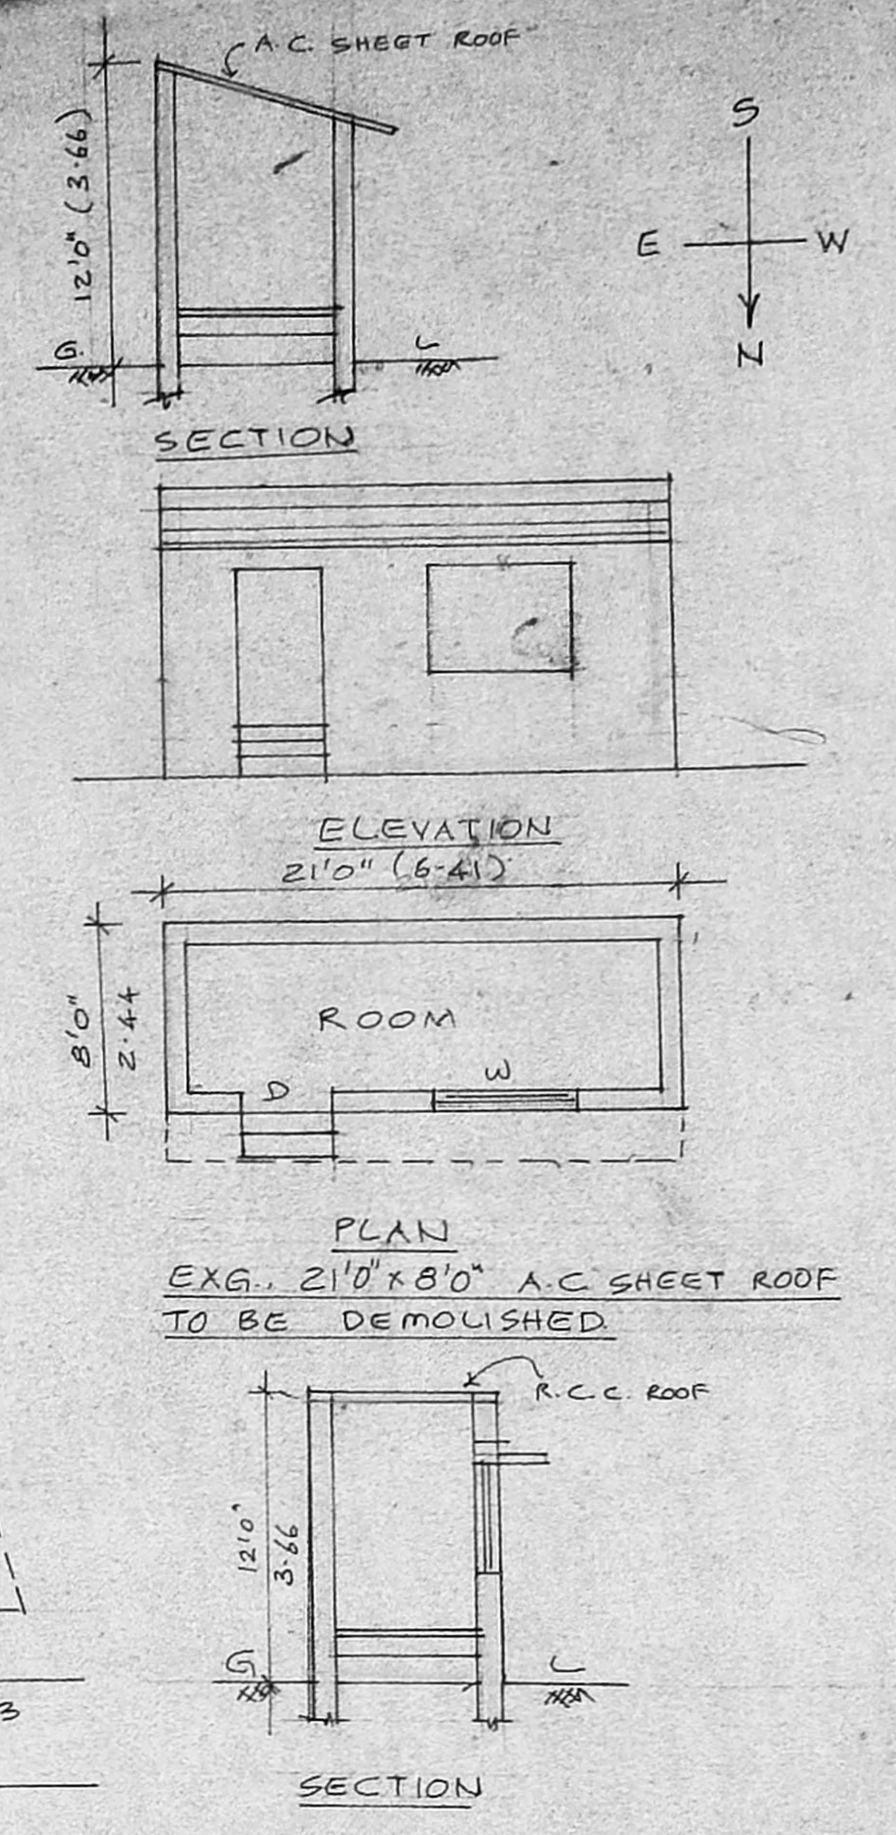 A.C. SHEET ROOF
12'0" (3.66)
S
E W
N
G. L
SECTION
ELEVATION
21'0" (6.41)
8'0"
2.44
ROOM
D
W
PLAN
EXG.. 21'0" x 8'0" A.C SHEET ROOF
TO BE DEMOLISHED.
R.C.C. ROOF
12'0"
3.66
G L
3
SECTION